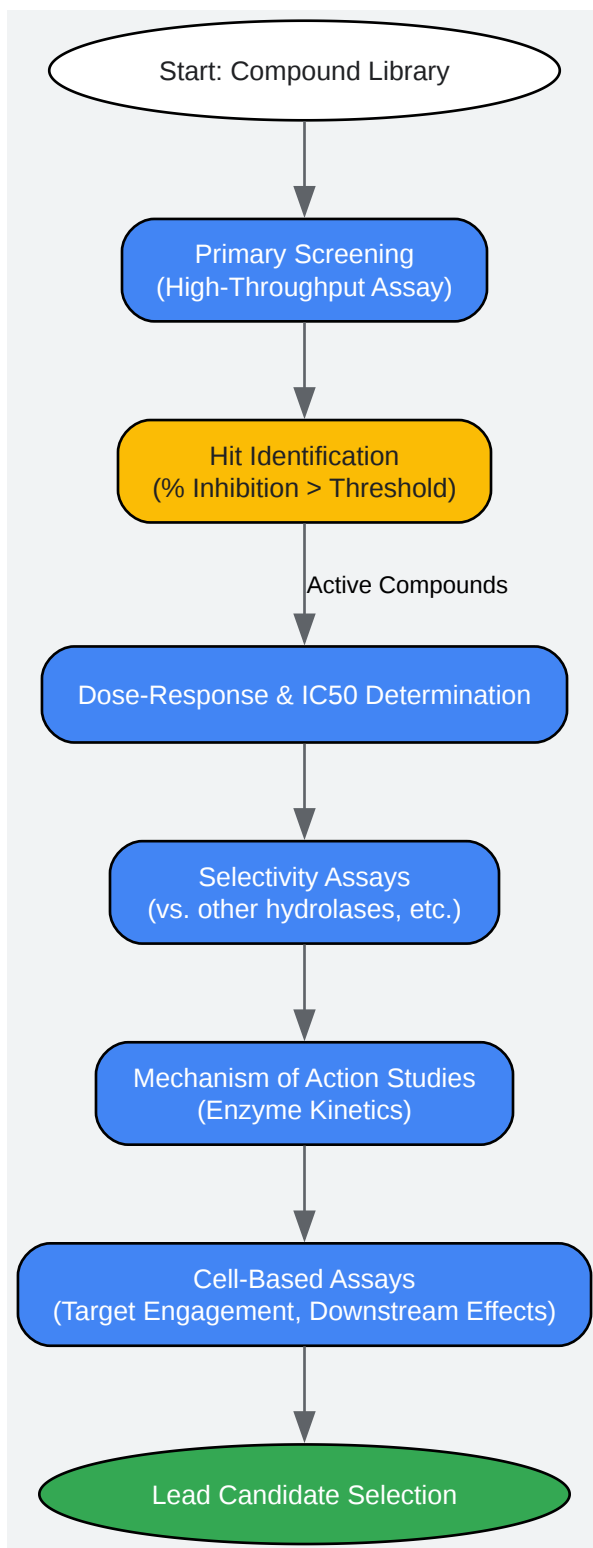 Start: Compound Library
Primary Screening
(High-Throughput Assay)
Hit Identification
(% Inhibition > Threshold)
Active Compounds
Dose-Response & IC50 Determination
Selectivity Assays
(vs. other hydrolases, etc.)
Mechanism of Action Studies
(Enzyme Kinetics)
Cell-Based Assays
(Target Engagement, Downstream Effects)
Lead Candidate Selection